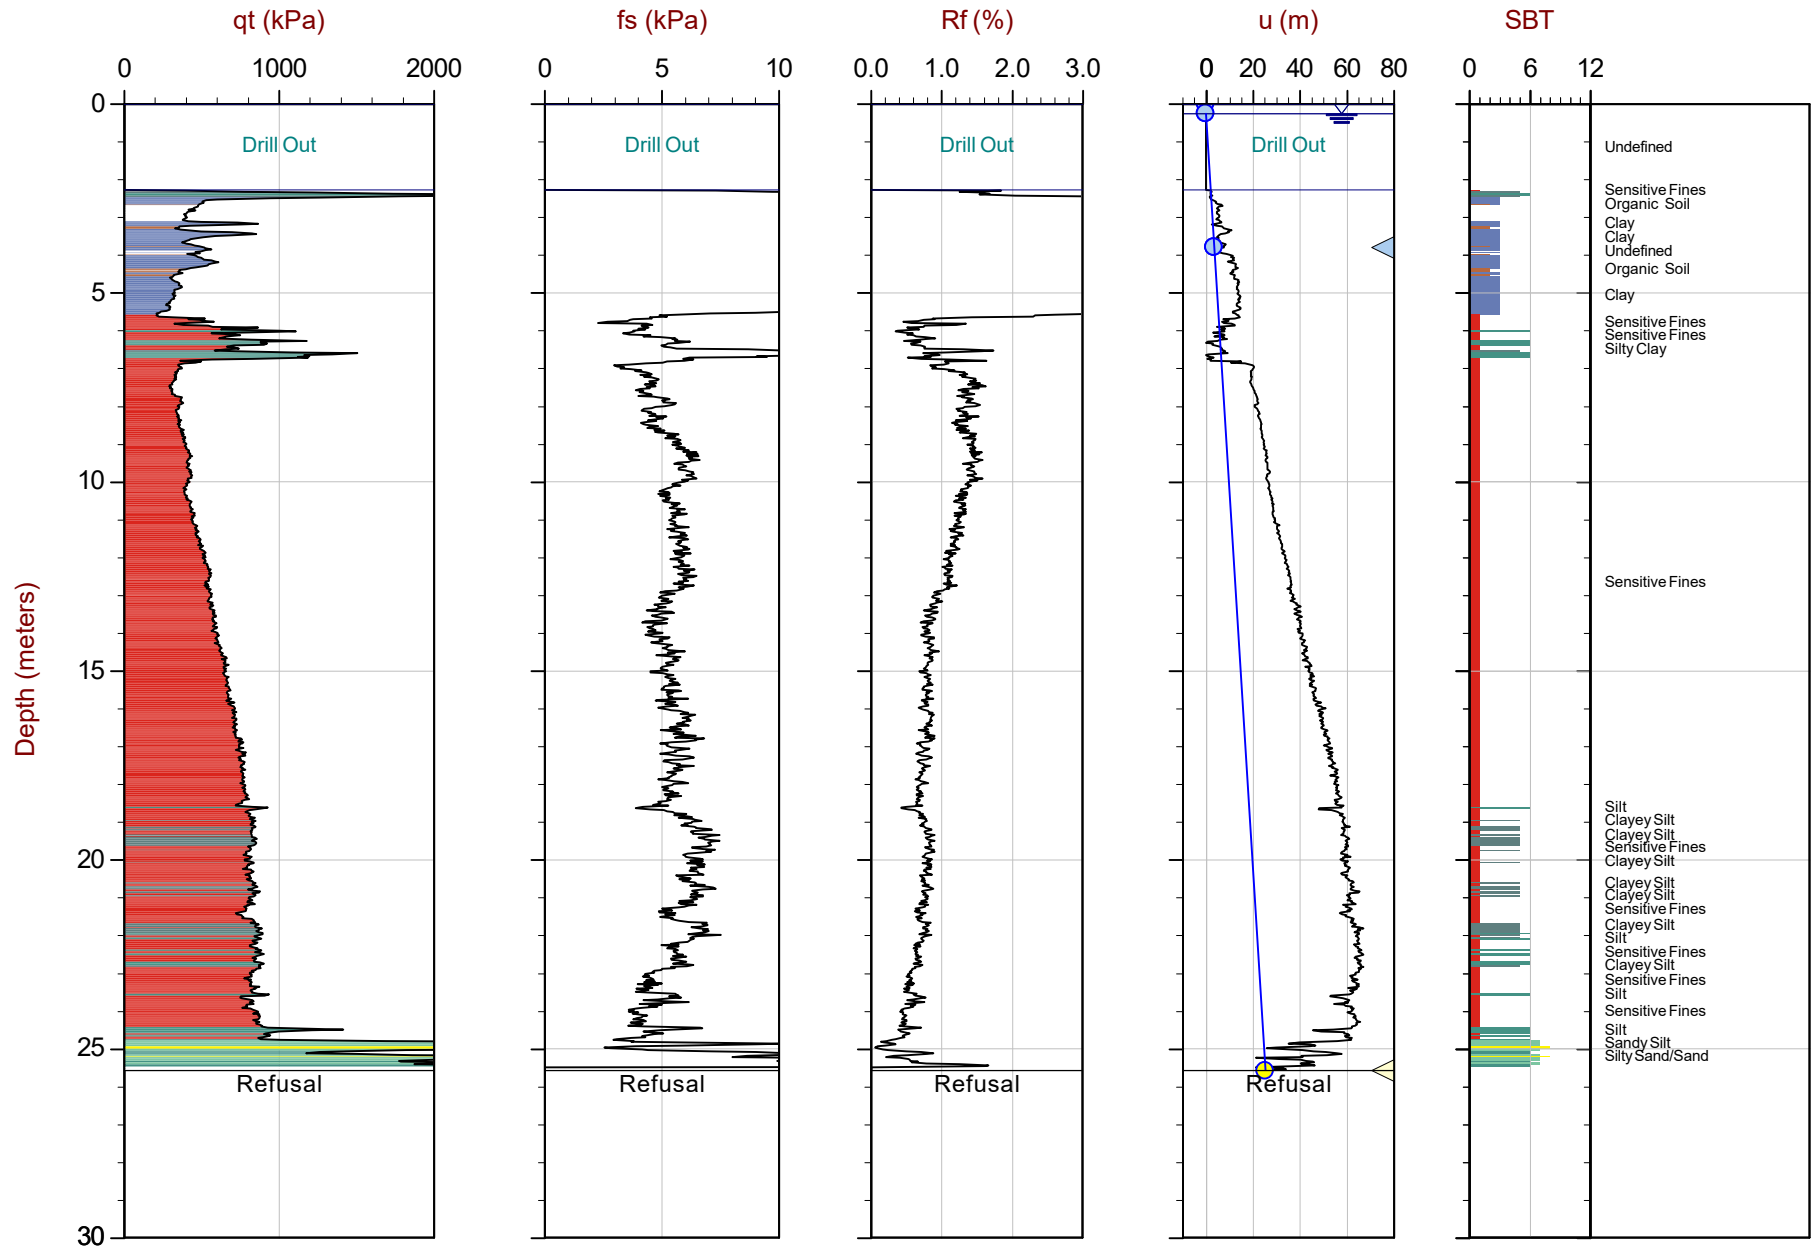 qt (kPa) fs (kPa) Rf (%) u (m) SBT
0 1000 2000 0 5 10 0.0 1.0 2.0 3.0 0 20 40 60 80 0 6 12
0
5
10
15
20
25
30
Depth (meters)
Drill Out Drill Out Drill Out Drill Out
Refusal Refusal Refusal Refusal
Undefined
Sensitive Fines
Organic Soil
Clay
Clay
Undefined
Organic Soil
Clay
Sensitive Fines
Sensitive Fines
Silty Clay
Sensitive Fines
Silt
Clayey Silt
Clayey Silt
Sensitive Fines
Clayey Silt
Clayey Silt
Clayey Silt
Sensitive Fines
Clayey Silt
Silt
Sensitive Fines
Clayey Silt
Sensitive Fines
Silt
Sensitive Fines
Silt
Sandy Silt
Silty Sand/Sand